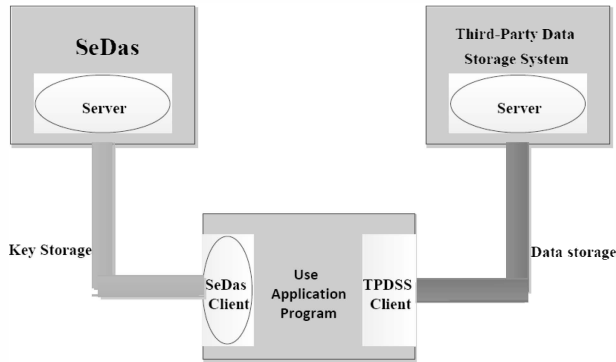 SeDas
Server
Third-Party Data
Storage System
Server
Key Storage
Data storage
SeDas
Client
Use
Application
Program
TPDSS
Client